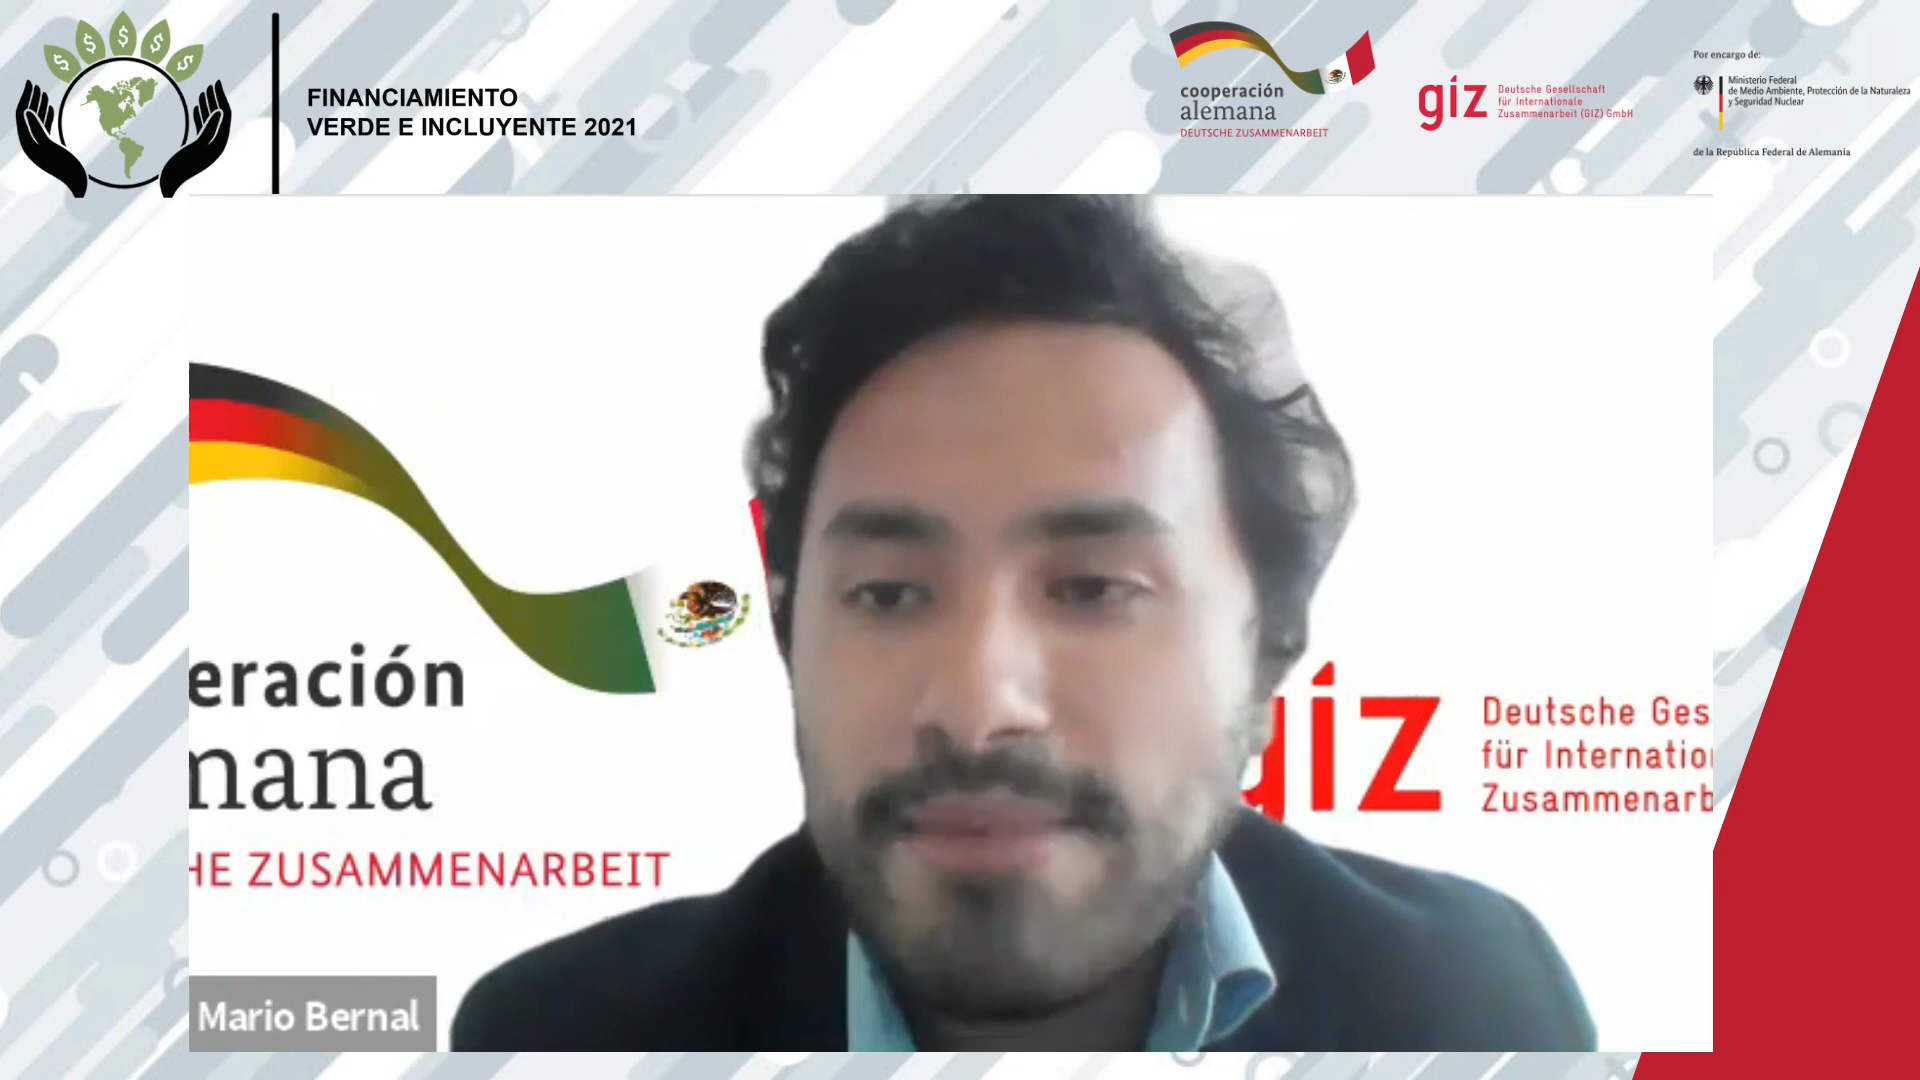 FINANCIAMIENTO
VERDE E INCLUYENTE 2021
cooperación
alemana
DEUTSCHE ZUSAMMENARBEIT
giz
Deutsche Gesellschaft
für Internationale
Zusammenarbeit (GIZ) GmbH
Por encargo de:
Ministerio Federal
de Medio Ambiente, Protección de la Naturaleza
y Seguridad Nuclear
de la República Federal de Alemania
eración
mana
HE ZUSAMMENARBEIT
giz
Deutsche Ges
für Internatio
Zusammenarb
Mario Bernal